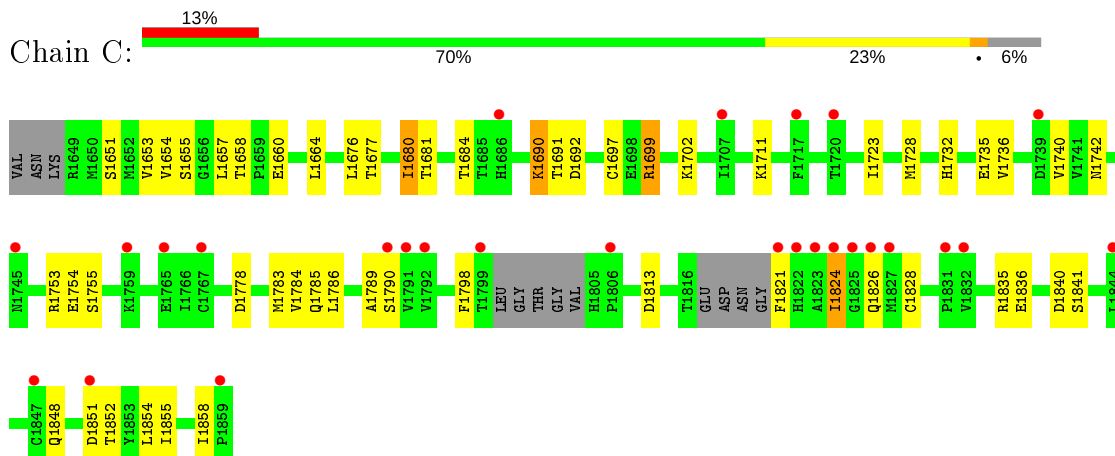 13%
Chain C:
70% 23% • 6%
VAL ASN LYS R1649 M1650 S1651 M1652 V1653 V1654 S1655 G1656 L1657 T1658 P1659 E1660 L1664 L1676 T1677 I1680 T1681 T1684 T1685 H1686 K1690 T1691 D1692 C1697 E1698 R1699 K1702 I1707 K1711 F1717 T1720 I1723 M1728 H1732 E1735 V1736 D1739 V1740 V1741 N1742
N1745 R1753 E1754 S1755 K1759 E1765 I1766 C1767 D1778 M1783 V1784 Q1785 L1786 A1789 S1790 V1791 V1792 F1798 T1799 LEU GLY THR GLY VAL H1805 P1806 D1813 T1816 GLU ASP ASN GLY F1821 H1822 A1823 I1824 G1825 Q1826 M1827 C1828 P1831 V1832 R1835 E1836 D1840 S1841
C1847 Q1848 D1851 T1852 Y1853 L1854 I1855 I1858 P1859